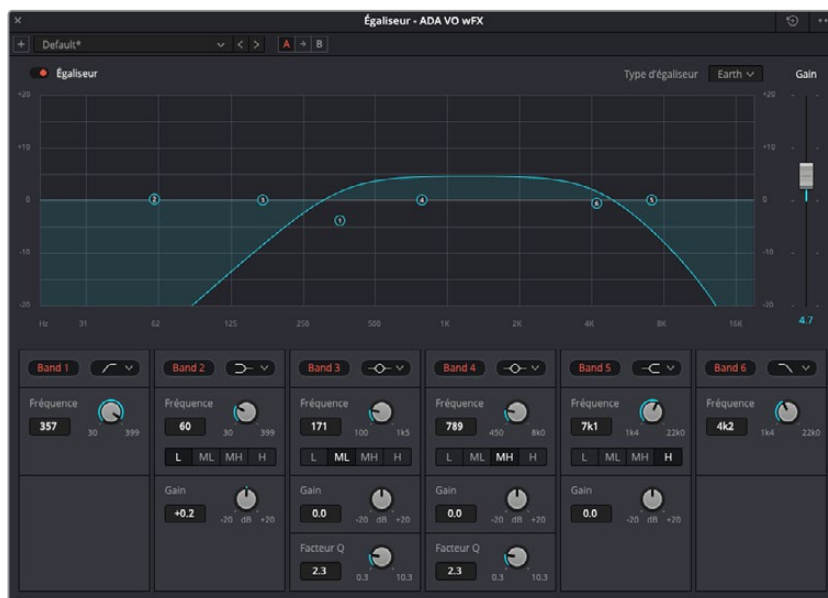 Égaliseur - ADA VO wFX
Default*
A B
Égaliseur
Type d'égaliseur Earth Gain
+20 +20
+10 +10
0 0
-10 -10
-20 -20
2 3 1 4 6 5
Hz 31 62 125 250 500 1K 2K 4K 8K 16K
4.7
Band 1 Band 2 Band 3 Band 4 Band 5 Band 6
Fréquence Fréquence Fréquence Fréquence Fréquence Fréquence
357 30 399 60 30 399 171 100 1k5 789 450 8k0 7k1 1k4 22k0 4k2 1k4 22k0
L ML MH H L ML MH H L ML MH H L ML MH H
Gain Gain Gain Gain
+0.2 -20 dB +20 0.0 -20 dB +20 0.0 -20 dB +20 0.0 -20 dB +20
Facteur Q Facteur Q
2.3 0.3 10.3 2.3 0.3 10.3